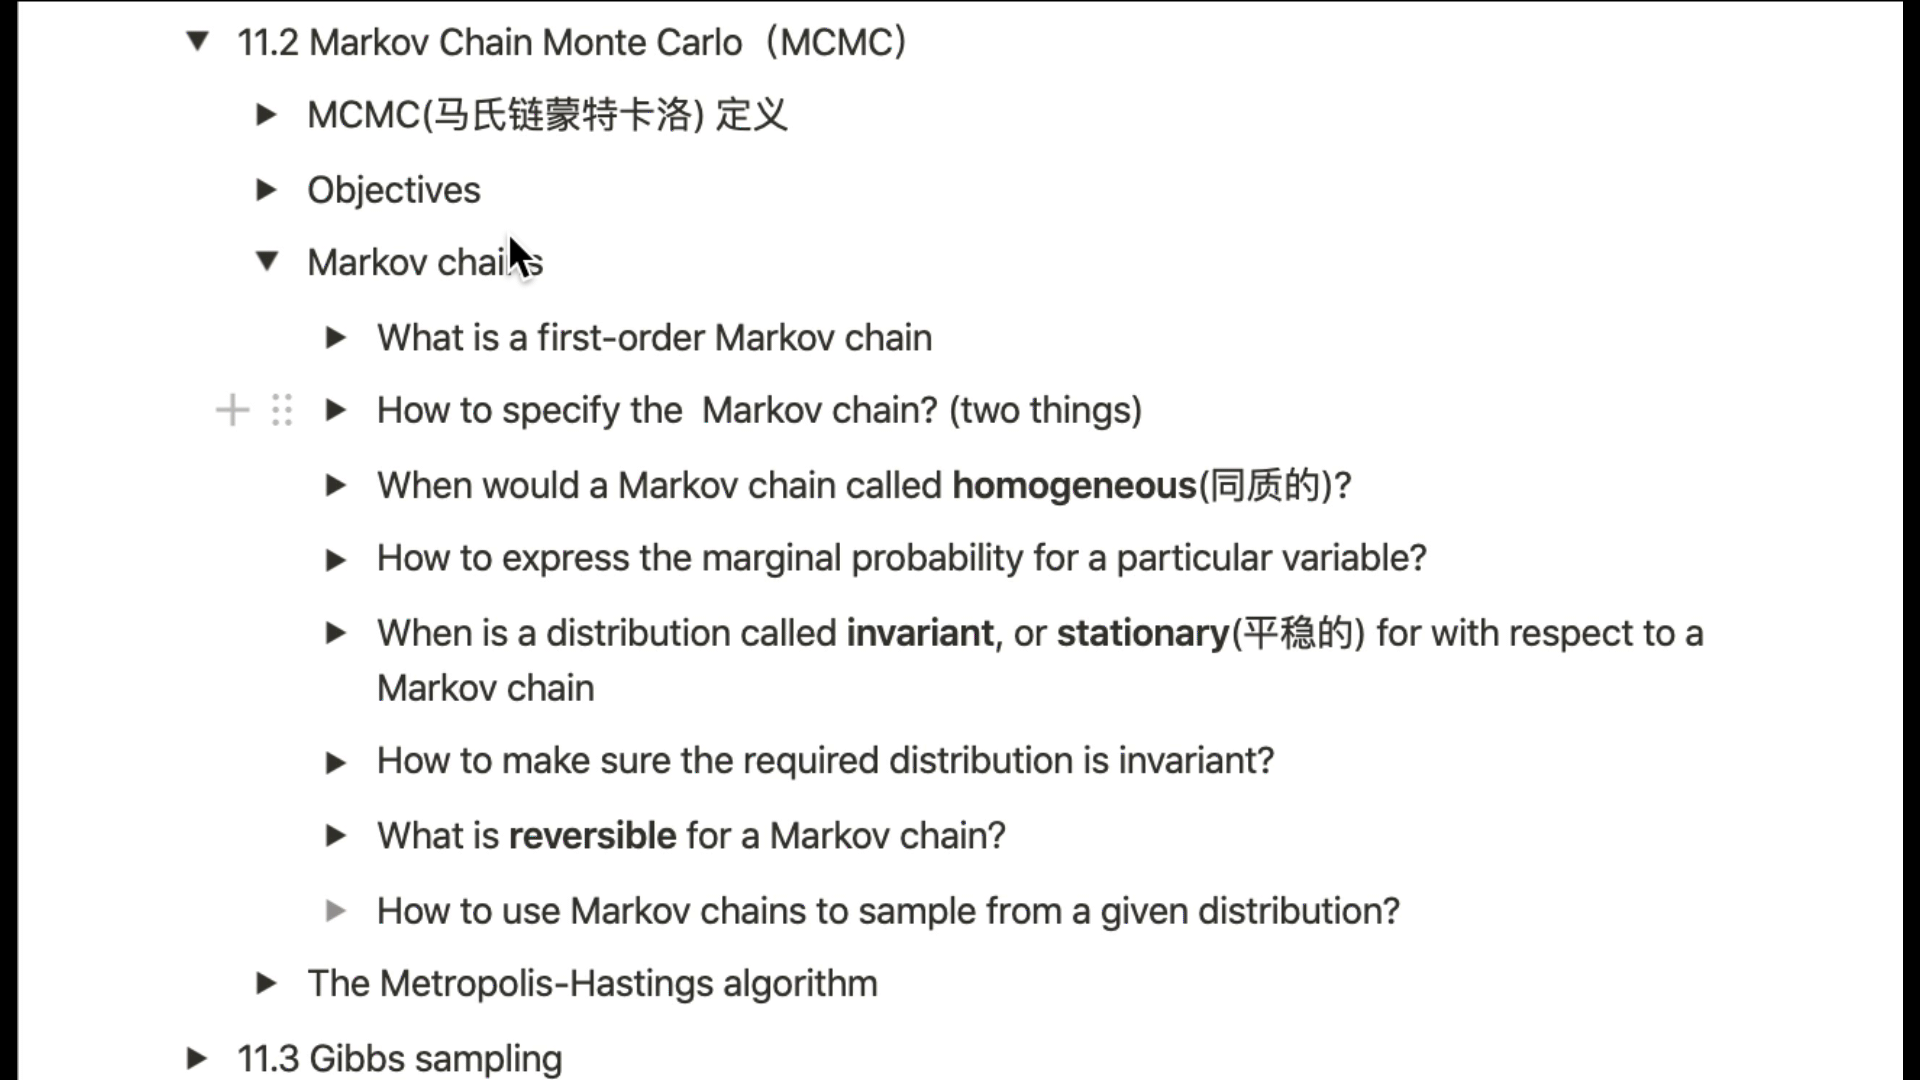 11.2 Markov Chain Monte Carlo（MCMC）
MCMC(马氏链蒙特卡洛) 定义
Objectives
Markov chains
What is a first-order Markov chain
How to specify the  Markov chain? (two things)
When would a Markov chain called homogeneous(同质的)?
How to express the marginal probability for a particular variable?
When is a distribution called invariant, or stationary(平稳的) for with respect to a
Markov chain
How to make sure the required distribution is invariant?
What is reversible for a Markov chain?
How to use Markov chains to sample from a given distribution?
The Metropolis-Hastings algorithm
11.3 Gibbs sampling